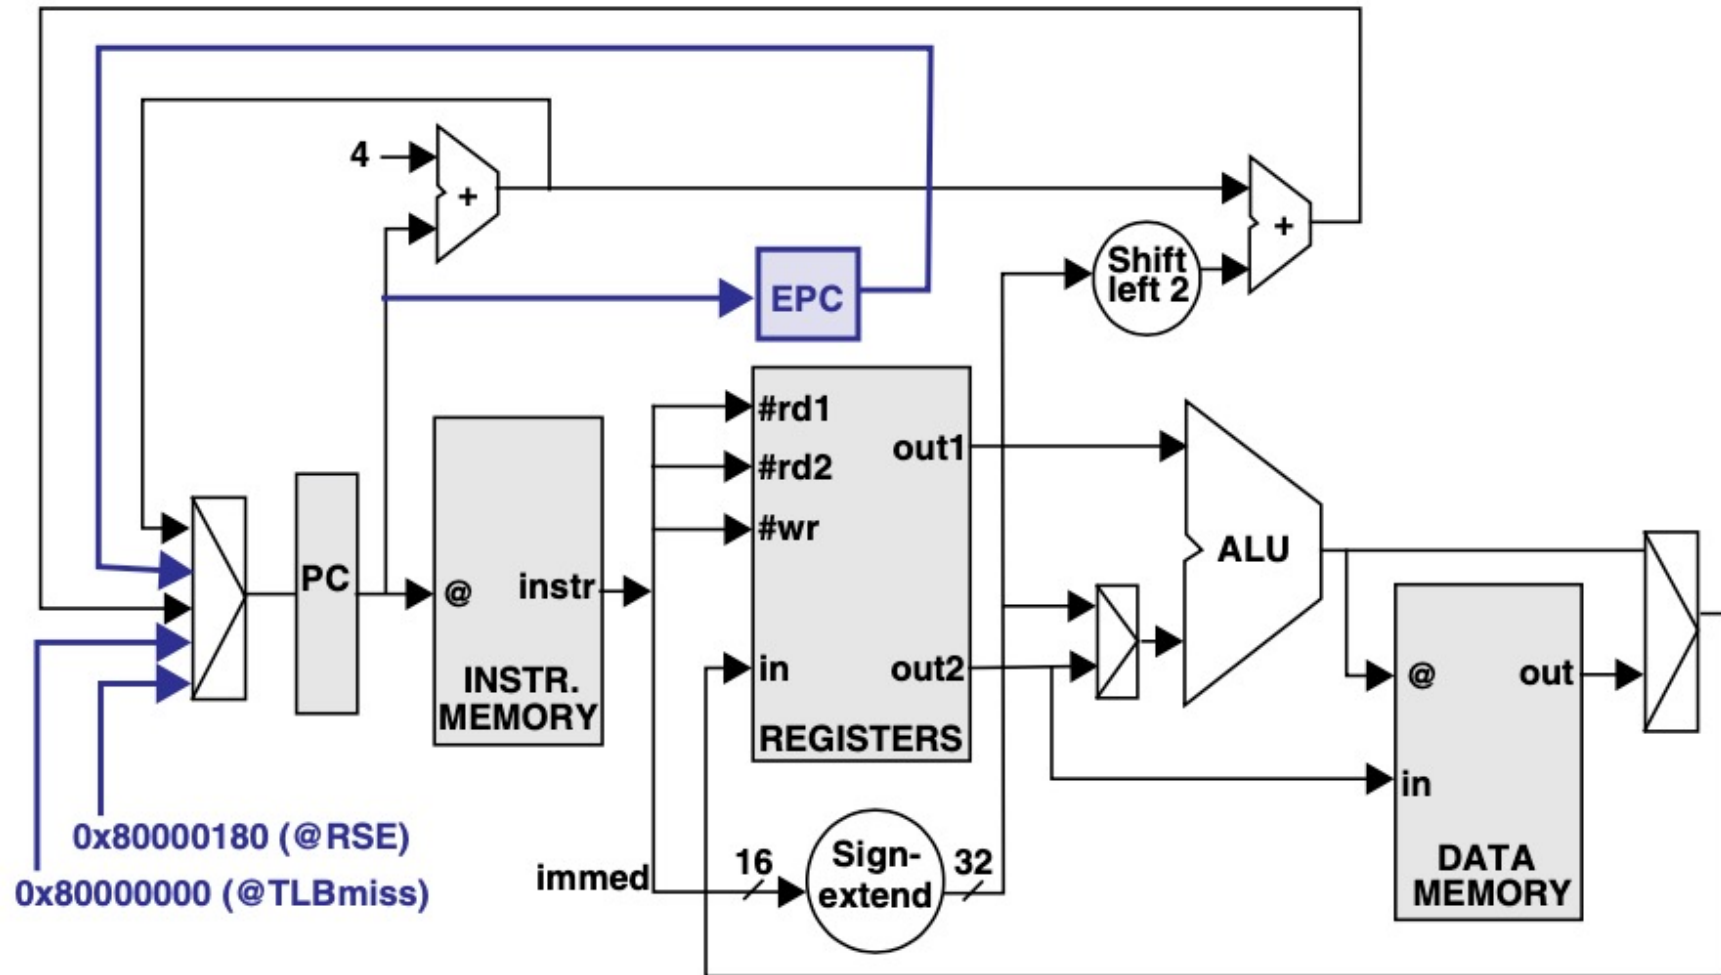 4
+
+
Shift
left 2
EPC
#rd1
#rd2
#wr
out1
in
out2
REGISTERS
PC
@
instr
INSTR.
MEMORY
ALU
@
out
in
DATA
MEMORY
0x80000180 (@RSE)
0x80000000 (@TLBmiss)
immed
16
Sign-
extend
32